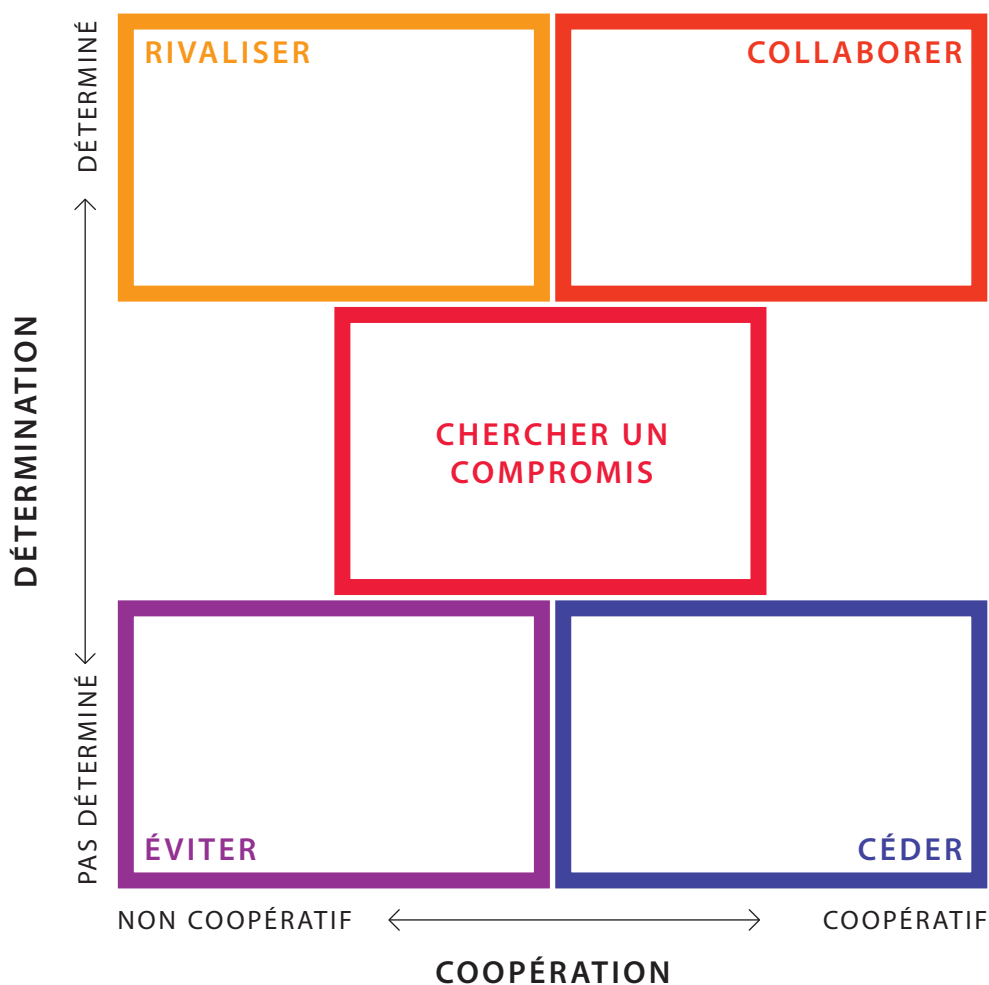 RIVALISER
COLLABORER
DÉTERMINÉ
DÉTERMINATION
CHERCHER UN
COMPROMIS
PAS DÉTERMINÉ
ÉVITER
CÉDER
NON COOPÉRATIF
COOPÉRATIF
COOPÉRATION